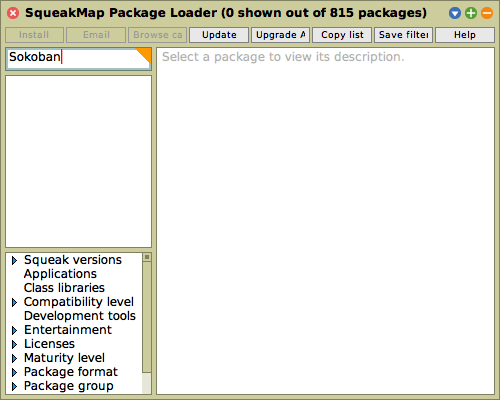 SqueakMap Package Loader (0 shown out of 815 packages)
Install Email Browse ca Update Upgrade A Copy list Save filter Help
Sokoban
Select a package to view its description.
Squeak versions
Applications
Class libraries
Compatibility level
Development tools
Entertainment
Licenses
Maturity level
Package format
Package group